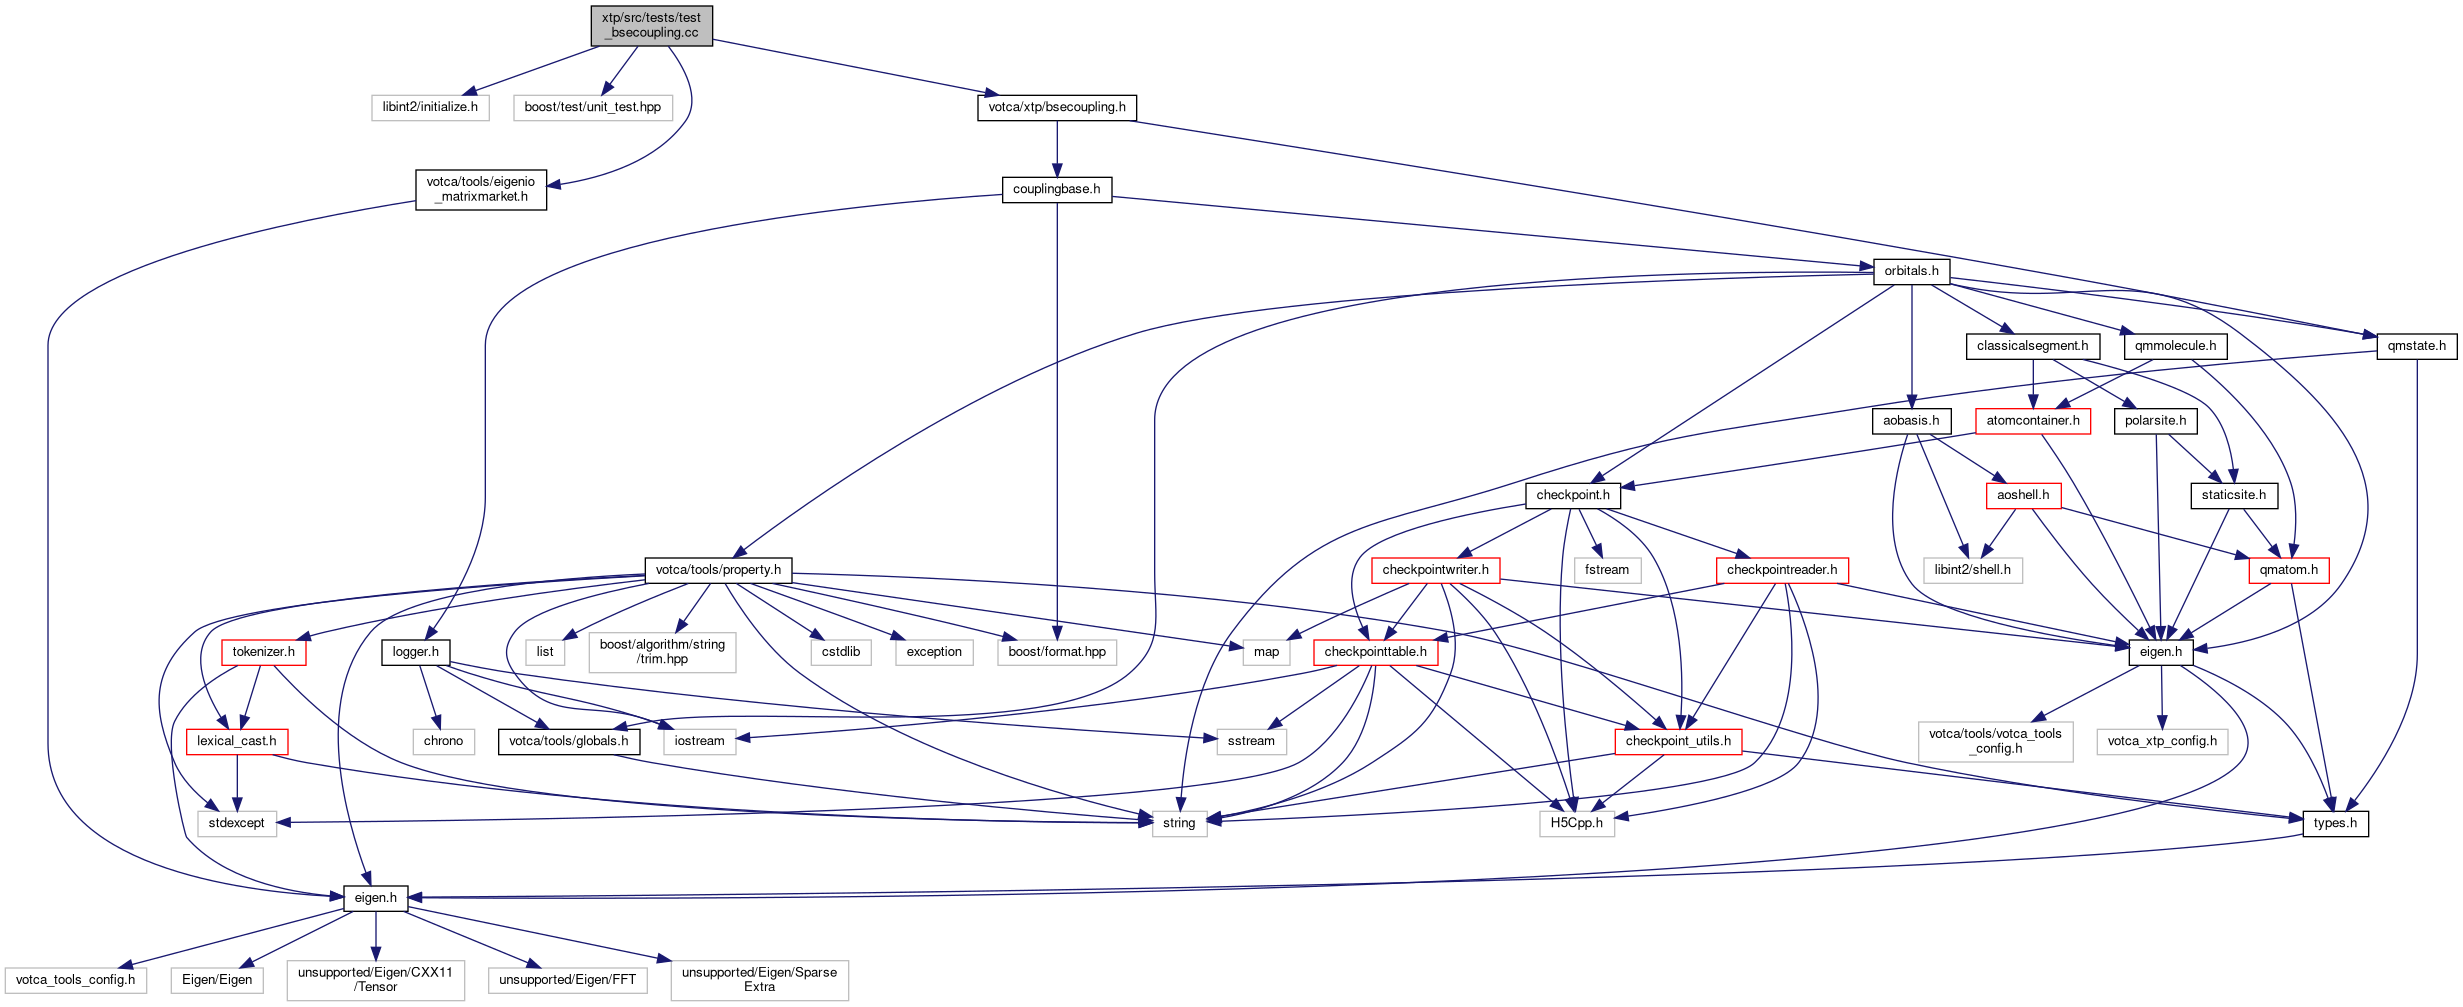 xtp/src/tests/test
_bsecoupling.cc
libint2/initialize.h
boost/test/unit_test.hpp
votca/xtp/bsecoupling.h
votca/tools/eigenio
_matrixmarket.h
couplingbase.h
orbitals.h
classicalsegment.h
qmmolecule.h
qmstate.h
aobasis.h
atomcontainer.h
polarsite.h
checkpoint.h
aoshell.h
staticsite.h
votca/tools/property.h
checkpointwriter.h
fstream
checkpointreader.h
libint2/shell.h
qmatom.h
tokenizer.h
logger.h
list
boost/algorithm/string
/trim.hpp
cstdlib
exception
boost/format.hpp
map
checkpointtable.h
eigen.h
lexical_cast.h
chrono
votca/tools/globals.h
iostream
sstream
checkpoint_utils.h
votca/tools/votca_tools
_config.h
votca_xtp_config.h
stdexcept
string
H5Cpp.h
types.h
eigen.h
votca_tools_config.h
Eigen/Eigen
unsupported/Eigen/CXX11
/Tensor
unsupported/Eigen/FFT
unsupported/Eigen/Sparse
Extra